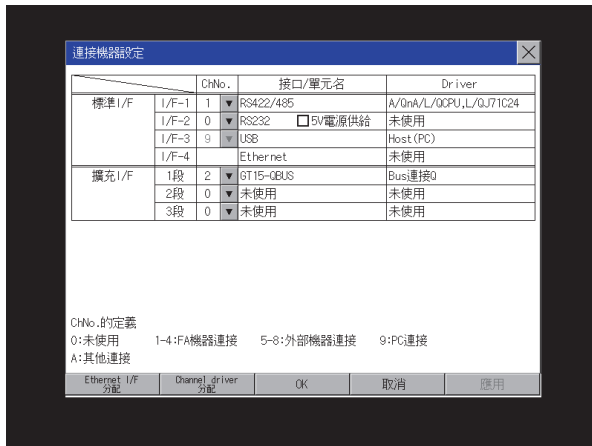 連接機器設定
ChNo. 接口/單元名 Driver
標準I/F I/F-1 1 ▼ RS422/485 A/QnA/L/QCPU,L/QJ71C24
I/F-2 0 ▼ RS232 □5V電源供給 未使用
I/F-3 9 ▼ USB Host(PC)
I/F-4 Ethernet 未使用
擴充I/F 1段 2 ▼ GT15-QBUS Bus連接Q
2段 0 ▼ 未使用 未使用
3段 0 ▼ 未使用 未使用
ChNo.的定義
0:未使用 1-4:FA機器連接 5-8:外部機器連接 9:PC連接
A:其他連接
Ethernet I/F 分配 Channel driver 分配 OK 取消 應用